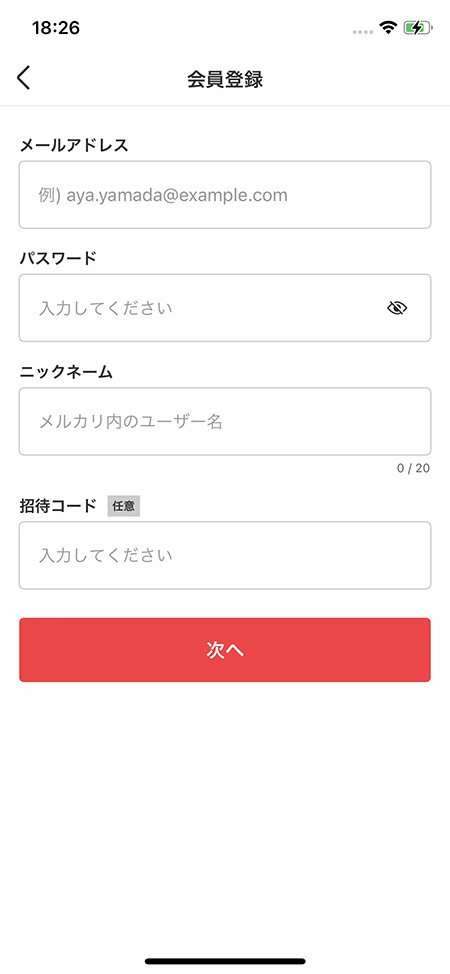 18:26
会員登録
メールアドレス
例) aya.yamada@example.com
パスワード
入力してください
ニックネーム
メルカリ内のユーザー名
0 / 20
招待コード 任意
入力してください
次へ